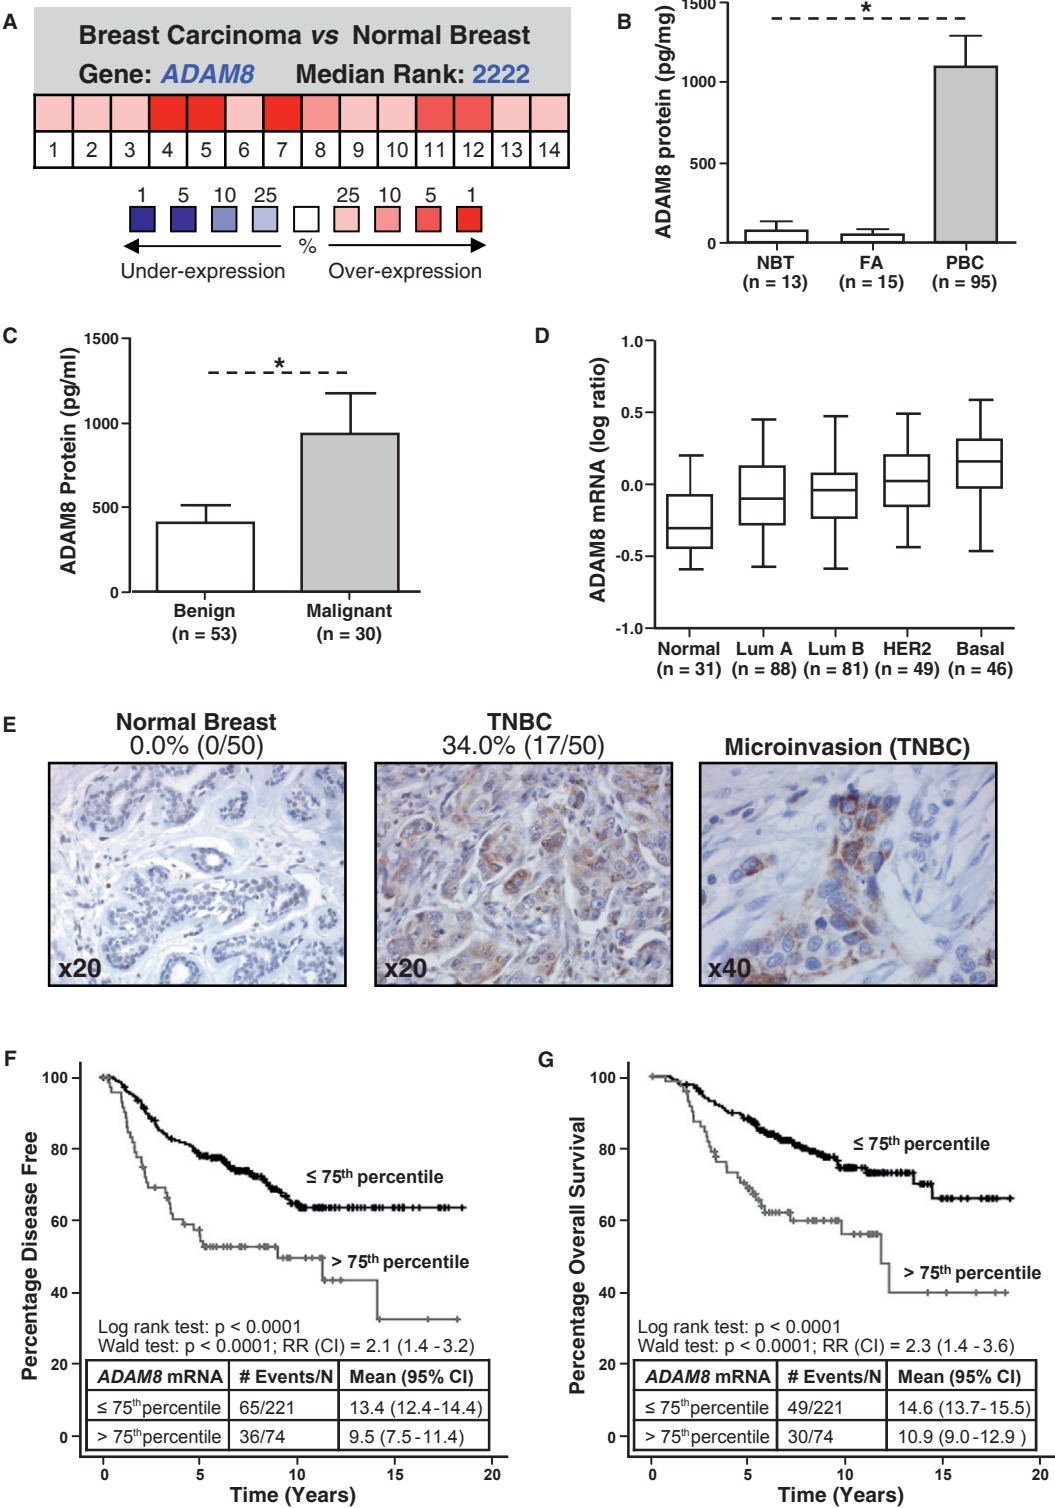 A
Breast Carcinoma vs Normal Breast
Gene: ADAM8 Median Rank: 2222
1 2 3 4 5 6 7 8 9 10 11 12 13 14
1 5 10 25 25 10 5 1
%
Under-expression Over-expression
B
ADAM8 protein (pg/mg)
1500
1000
500
0
*
NBT FA PBC
(n = 13) (n = 15) (n = 95)
C
ADAM8 Protein (pg/ml)
1500
1000
500
0
*
Benign Malignant
(n = 53) (n = 30)
D
ADAM8 mRNA (log ratio)
1.0
0.5
0.0
-0.5
-1.0
Normal Lum A Lum B HER2 Basal
(n = 31) (n = 88) (n = 81) (n = 49) (n = 46)
E
Normal Breast
0.0% (0/50)
x20
TNBC
34.0% (17/50)
x20
Microinvasion (TNBC)
x40
F
Percentage Disease Free
100
80
60
40
20
0
≤ 75th percentile
> 75th percentile
Log rank test: p < 0.0001
Wald test: p < 0.0001; RR (CI) = 2.1 (1.4 -3.2)
ADAM8 mRNA # Events/N Mean (95% CI)
≤ 75th percentile 65/221 13.4 (12.4-14.4)
> 75th percentile 36/74 9.5 (7.5-11.4)
0 5 10 15 20
Time (Years)
G
Percentage Overall Survival
100
80
60
40
20
0
≤ 75th percentile
> 75th percentile
Log rank test: p < 0.0001
Wald test: p < 0.0001; RR (CI) = 2.3 (1.4 -3.6)
ADAM8 mRNA # Events/N Mean (95% CI)
≤ 75th percentile 49/221 14.6 (13.7-15.5)
> 75th percentile 30/74 10.9 (9.0-12.9 )
0 5 10 15 20
Time (Years)